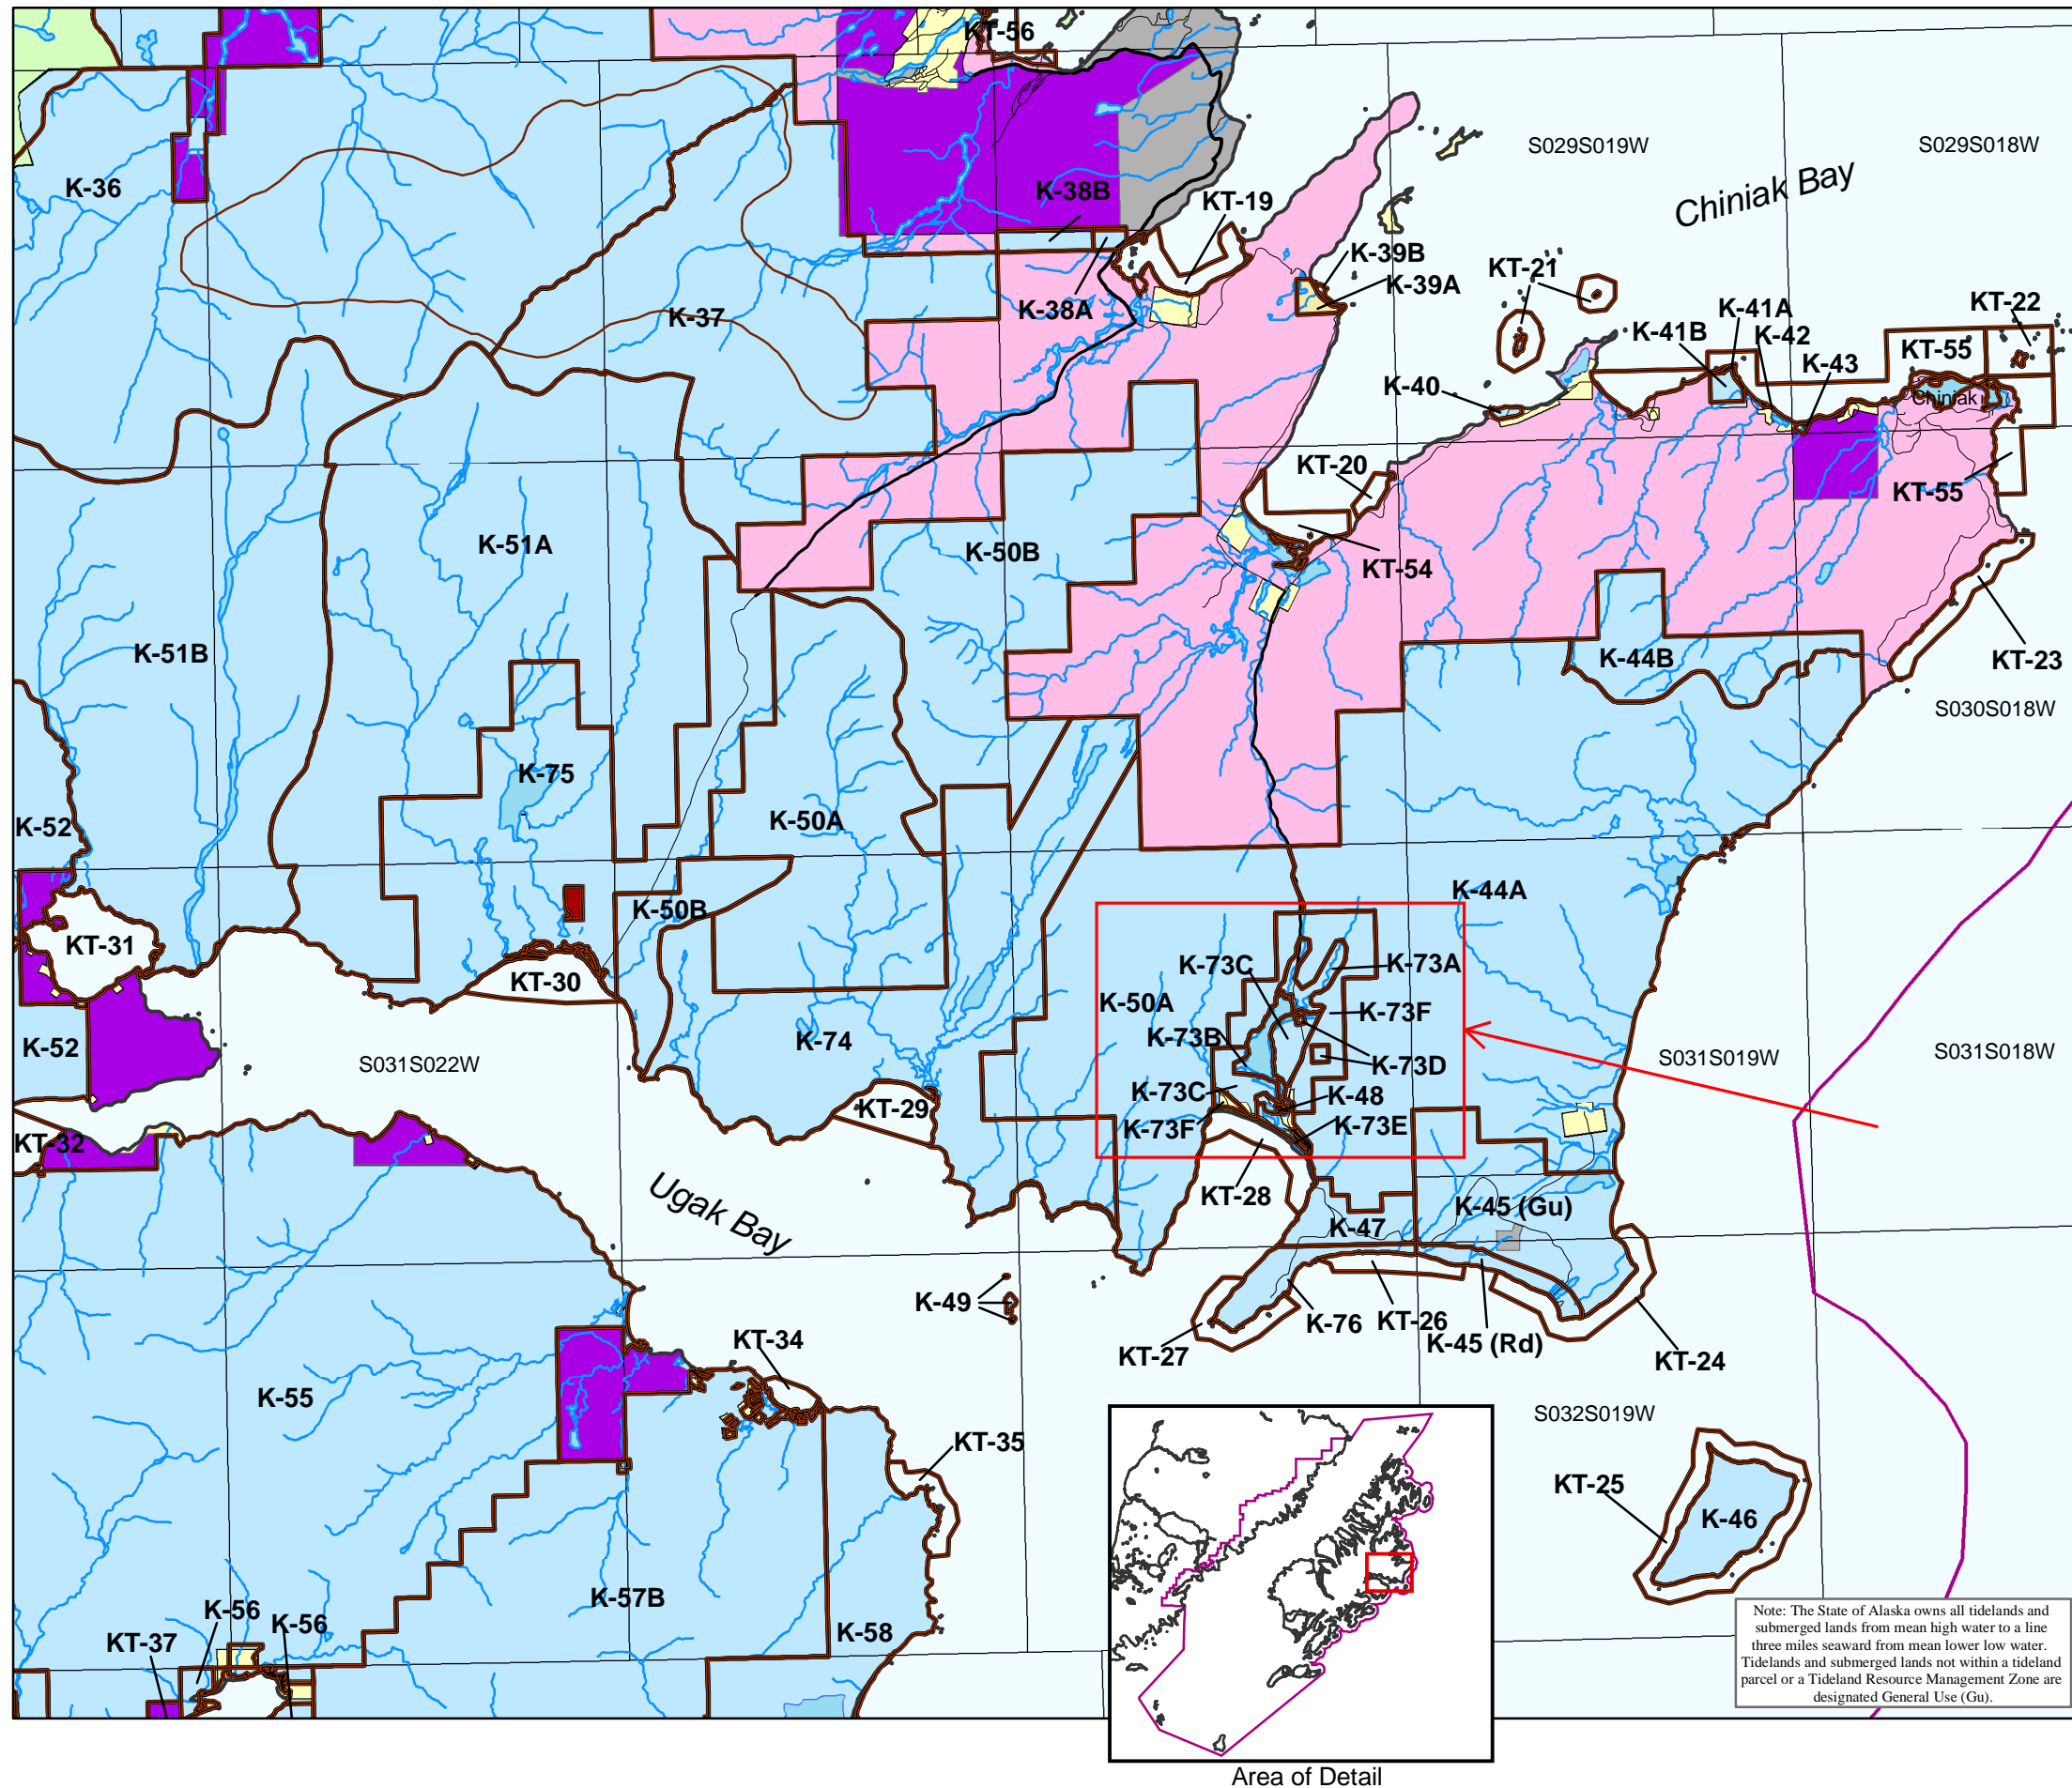 KT-56
S029S019W
S029S018W
K-36
K-38B
KT-19
Chiniak Bay
K-39B
K-39A
KT-21
K-38A
K-37
K-41A
KT-22
K-41B
K-42
KT-55
K-43
K-40
Chiniak
KT-20
KT-55
K-51A
K-50B
KT-54
K-51B
K-44B
KT-23
S030S018W
K-75
K-52
K-50A
K-44A
K-50B
KT-31
K-73C
K-73A
KT-30
K-50A
K-73F
K-74
K-73B
K-52
S031S022W
S031S019W
S031S018W
K-73D
K-73C
K-48
KT-29
K-73F
K-73E
KT-32
KT-28
Ugak Bay
K-45 (Gu)
K-47
K-49
K-76
KT-26
KT-34
K-45 (Rd)
KT-27
KT-24
K-55
S032S019W
KT-35
KT-25
K-46
K-57B
K-56
K-56
K-58
KT-37
Note: The State of Alaska owns all tidelands and
submerged lands from mean high water to a line
three miles seaward from mean lower low water.
Tidelands and submerged lands not within a tideland
parcel or a Tideland Resource Management Zone are
designated General Use (Gu).
Area of Detail